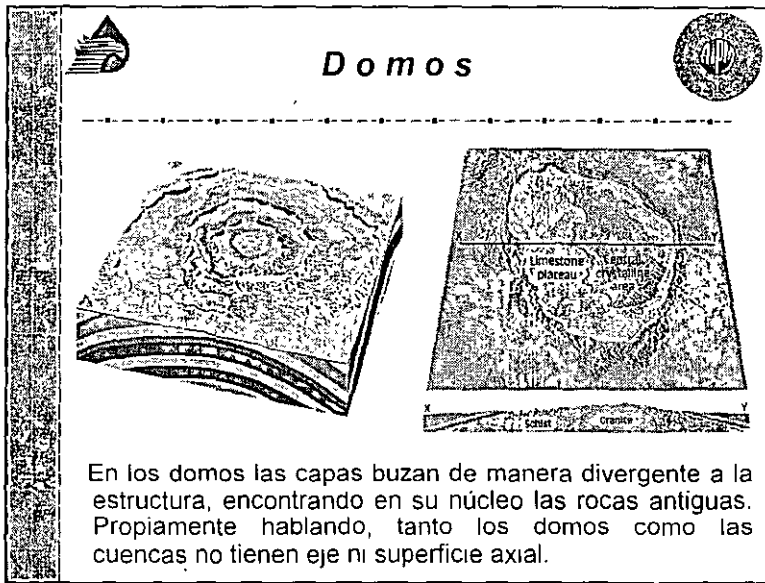 Domos
Limestone
plateau
Central
crystalline
area
X
Y
Schist
Granite
En los domos las capas buzan de manera divergente a la
estructura, encontrando en su núcleo las rocas antiguas.
Propiamente hablando, tanto los domos como las
cuencas no tienen eje ni superficie axial.